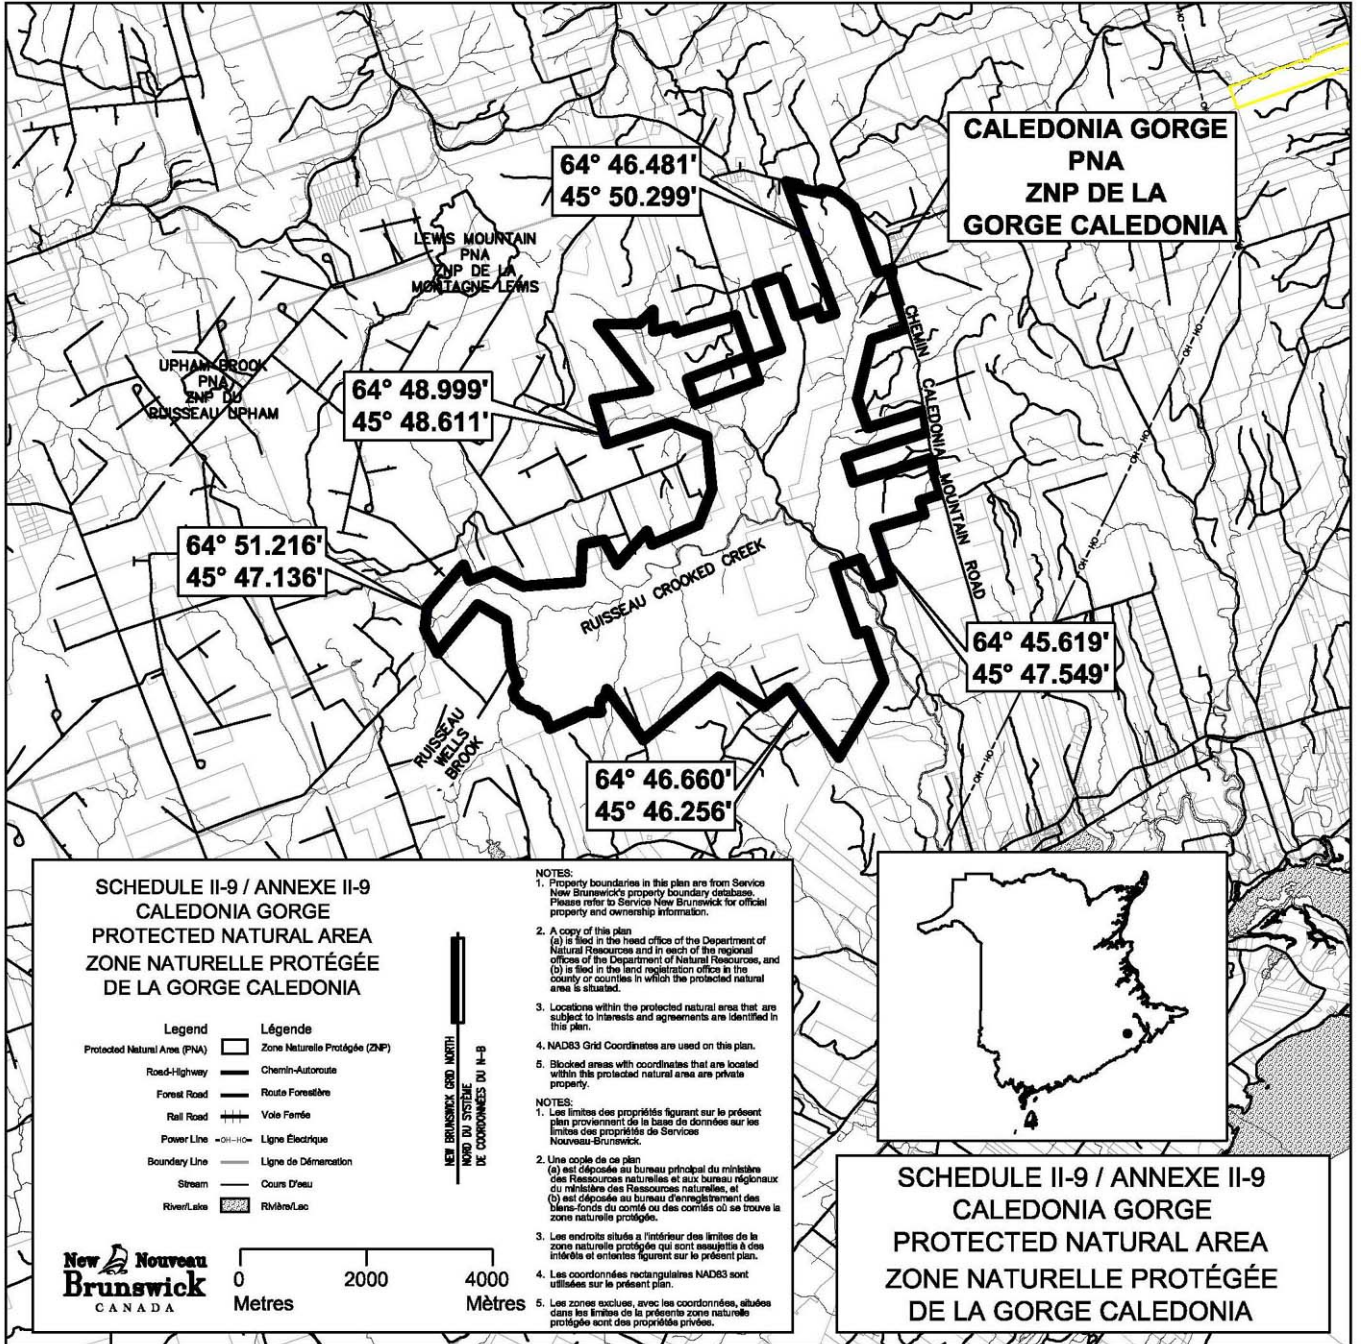 CALEDONIA GORGE
PNA
ZNP DE LA
GORGE CALEDONIA
64° 46.481'
45° 50.299'
LEWIS MOUNTAIN
PNA
ZNP DE LA
MONTAGNE LEWIS
UPHAM BROOK
PNA
ZNP DU
RUISSEAU UPHAM
64° 48.999'
45° 48.611'
CHEMIN CALEDONIA MOUNTAIN ROAD
OH-HO
OH-HO
OH-HO
OH-HO
OH-HO
64° 51.216'
45° 47.136'
RUISSEAU CROOKED CREEK
64° 45.619'
45° 47.549'
RUISSEAU
WELLS
BROOK
64° 46.660'
45° 46.256'
SCHEDULE II-9 / ANNEXE II-9
CALEDONIA GORGE
PROTECTED NATURAL AREA
ZONE NATURELLE PROTÉGÉE
DE LA GORGE CALEDONIA
Legend Légende
Protected Natural Area (PNA) Zone Naturelle Protégée (ZNP)
Road-Highway Chemin-Autoroute
Forest Road Route Forestière
Rail Road Voie Ferrée
Power Line -OH-HO- Ligne Électrique
Boundary Line Ligne de Démarcation
Stream Cours D'eau
River/Lake Rivière/Lac
NEW BRUNSWICK GRID NORTH
NORD DU SYSTÈME
DE COORDONNÉES DU N-B
New Nouveau
Brunswick
CANADA
0 2000 4000
Metres Mètres
NOTES:
1. Property boundaries in this plan are from Service
New Brunswick's property boundary database.
Please refer to Service New Brunswick for official
property and ownership information.
2. A copy of this plan
(a) is filed in the head office of the Department of
Natural Resources and in each of the regional
offices of the Department of Natural Resources, and
(b) is filed in the land registration office in the
county or counties in which the protected natural
area is situated.
3. Locations within the protected natural area that are
subject to interests and agreements are identified in
this plan.
4. NAD83 Grid Coordinates are used on this plan.
5. Blocked areas with coordinates that are located
within this protected natural area are private
property.
NOTES:
1. Les limites des propriétés figurant sur le présent
plan proviennent de la base de données sur les
limites des propriétés de Services
Nouveau-Brunswick.
2. Une copie de ce plan
(a) est déposée au bureau principal du ministère
des Ressources naturelles et aux bureau régionaux
du ministère des Ressources naturelles, et
(b) est déposée au bureau d'enregistrement des
biens-fonds du comté ou des comtés où se trouve la
zone naturelle protégée.
3. Les endroits situés a l'intérieur des limites de la
zone naturelle protégée qui sont assujettis à des
intérêts et ententes figurent sur le présent plan.
4. Les coordonnées rectangulaires NAD83 sont
utilisées sur le présent plan.
5. Les zones exclues, avec les coordonnées, situées
dans les limites de la présente zone naturelle
protégée sont des propriétés privées.
SCHEDULE II-9 / ANNEXE II-9
CALEDONIA GORGE
PROTECTED NATURAL AREA
ZONE NATURELLE PROTÉGÉE
DE LA GORGE CALEDONIA